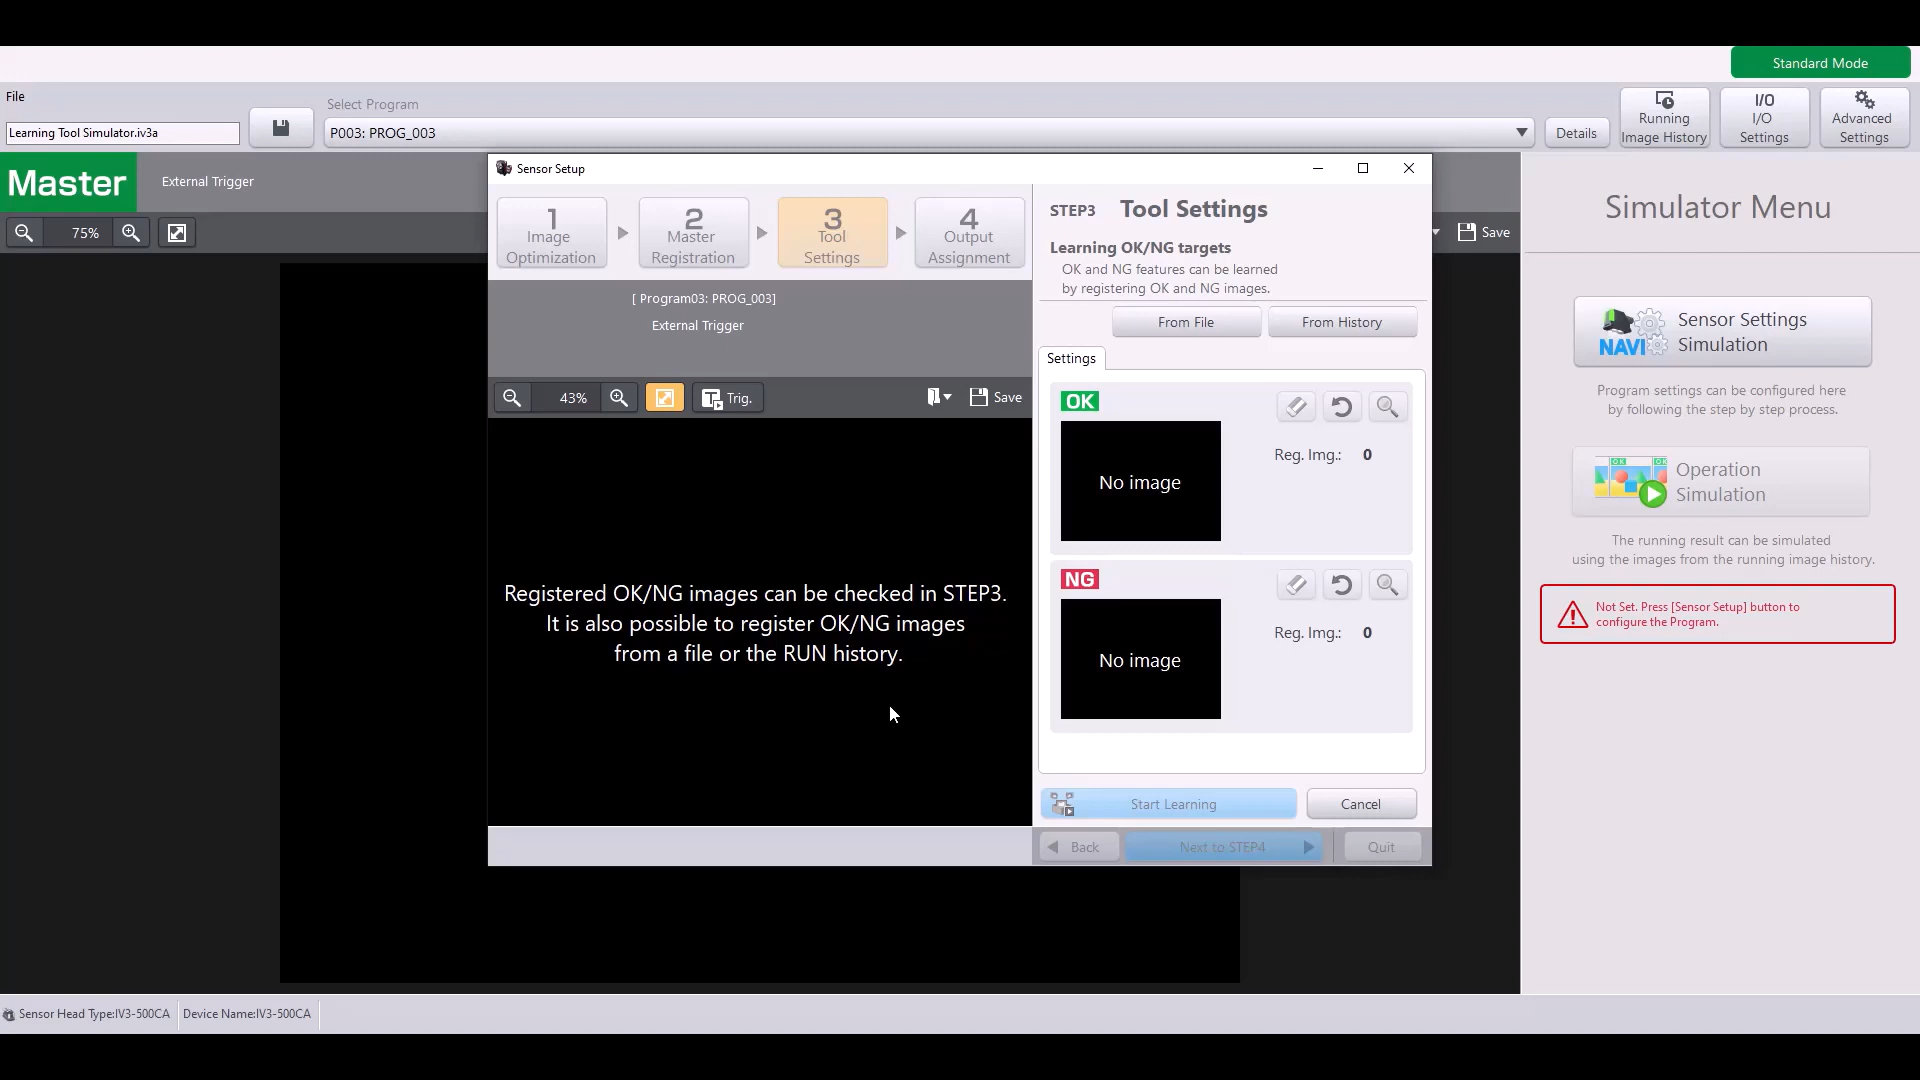 Standard Mode
File
Learning Tool Simulator.iv3a
Select Program
P003: PROG_003
Details
Running
Image History
I/O
I/O
Settings
Advanced
Settings
Master
External Trigger
75%
Save
Sensor Setup
1
Image
Optimization
2
Master
Registration
3
Tool
Settings
4
Output
Assignment
[ Program03: PROG_003]
External Trigger
43%
Trig.
Save
Registered OK/NG images can be checked in STEP3.
It is also possible to register OK/NG images
from a file or the RUN history.
STEP3 Tool Settings
Learning OK/NG targets
OK and NG features can be learned
by registering OK and NG images.
From File
From History
Settings
OK
No image
Reg. Img.: 0
NG
No image
Reg. Img.: 0
Start Learning
Cancel
Back
Next to STEP4
Quit
Simulator Menu
NAVI
Sensor Settings
Simulation
Program settings can be configured here
by following the step by step process.
OK
OK
Operation
Simulation
The running result can be simulated
using the images from the running image history.
Not Set. Press [Sensor Setup] button to
configure the Program.
Sensor Head Type:IV3-500CA
Device Name:IV3-500CA